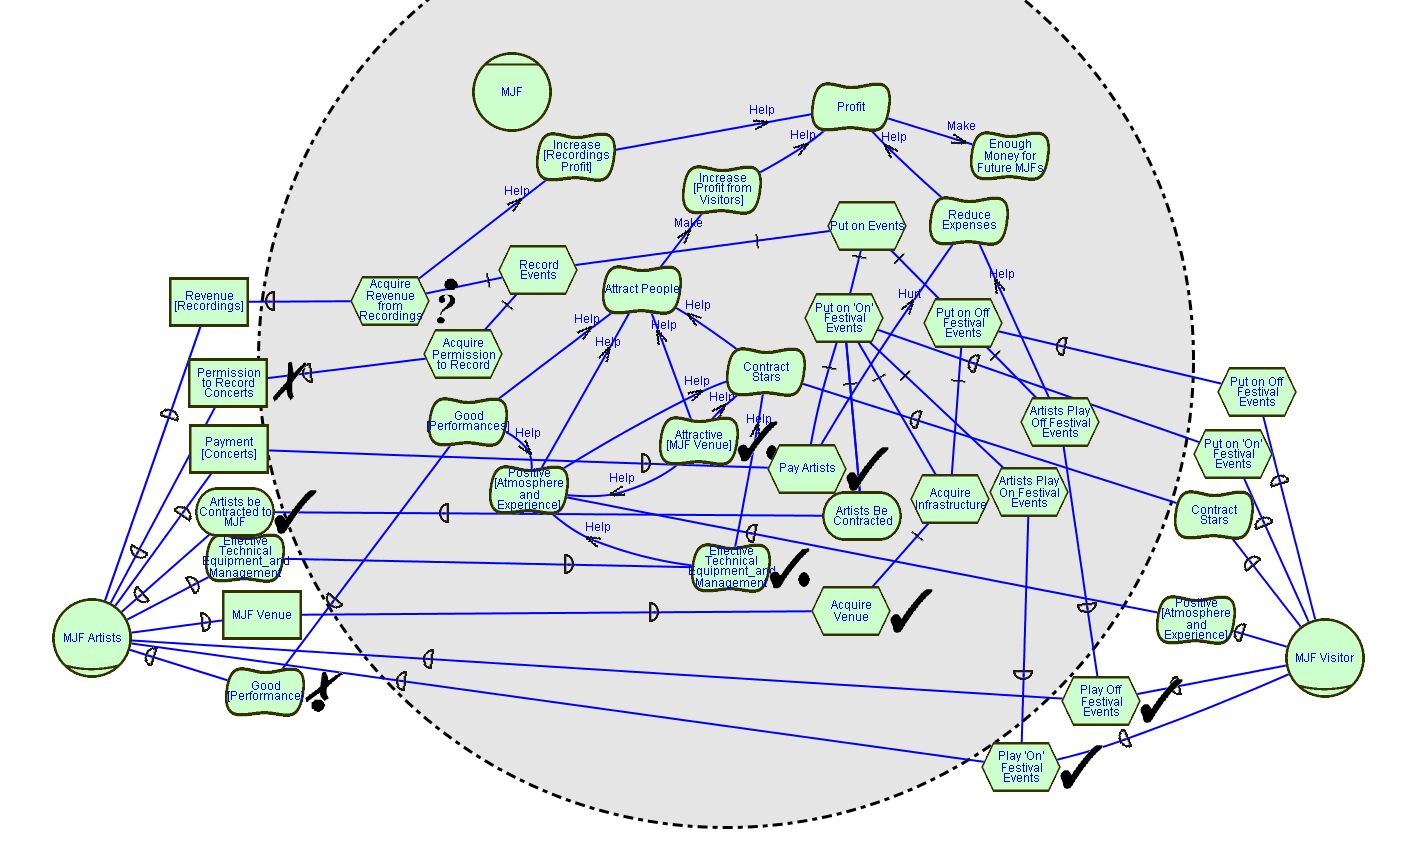 MJF
Help
Profit
Help
Help
Make
Increase
[Recordings
Profit]
Enough
Money for
Future MJFs
Help
Increase
[Profit from
Visitors]
Make
Put on Events
Reduce
Expenses
Record
Events
Attract People
Help
Hurt
Revenue
[Recordings]
Acquire
Revenue
from
Recordings
?
Help
Help
Help
Help
Put on 'On'
Festival
Events
Put on Off
Festival
Events
Acquire
Permission
to Record
Permission
to Record
Concerts
Contract
Stars
Help
Help
Help
Put on Off
Festival
Events
Good
[Performances]
Help
Attractive
[MJF Venue]
Artists Play
Off Festival
Events
Payment
[Concerts]
Put on 'On'
Festival
Events
Pay Artists
Help
Positive
[Atmosphere
and
Experience]
Acquire
Infrastructure
Artists Play
On Festival
Events
Artists be
Contracted to
MJF
Artists Be
Contracted
Contract
Stars
Help
Effective
Technical
Equipment_and
Management
Effective
Technical
Equipment_and
Management
MJF Venue
Acquire
Venue
Positive
[Atmosphere
and
Experience]
MJF Artists
MJF Visitor
Good
[Performance]
Play Off
Festival
Events
Play 'On'
Festival
Events